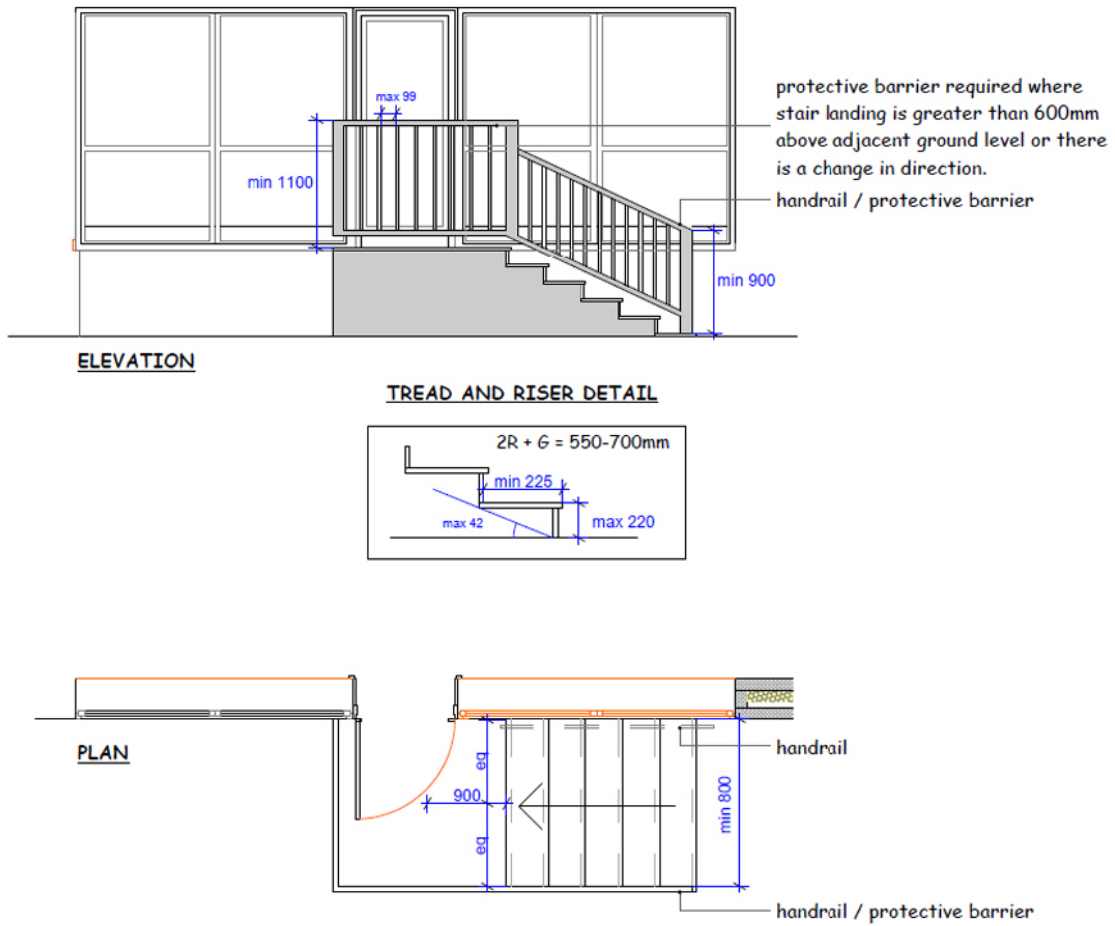 max 99
protective barrier required where
stair landing is greater than 600mm
above adjacent ground level or there
is a change in direction.
min 1100
handrail / protective barrier
min 900
ELEVATION
TREAD AND RISER DETAIL
2R + G = 550-700mm
min 225
max 42
max 220
PLAN
handrail
eq
900
min 800
eq
handrail / protective barrier